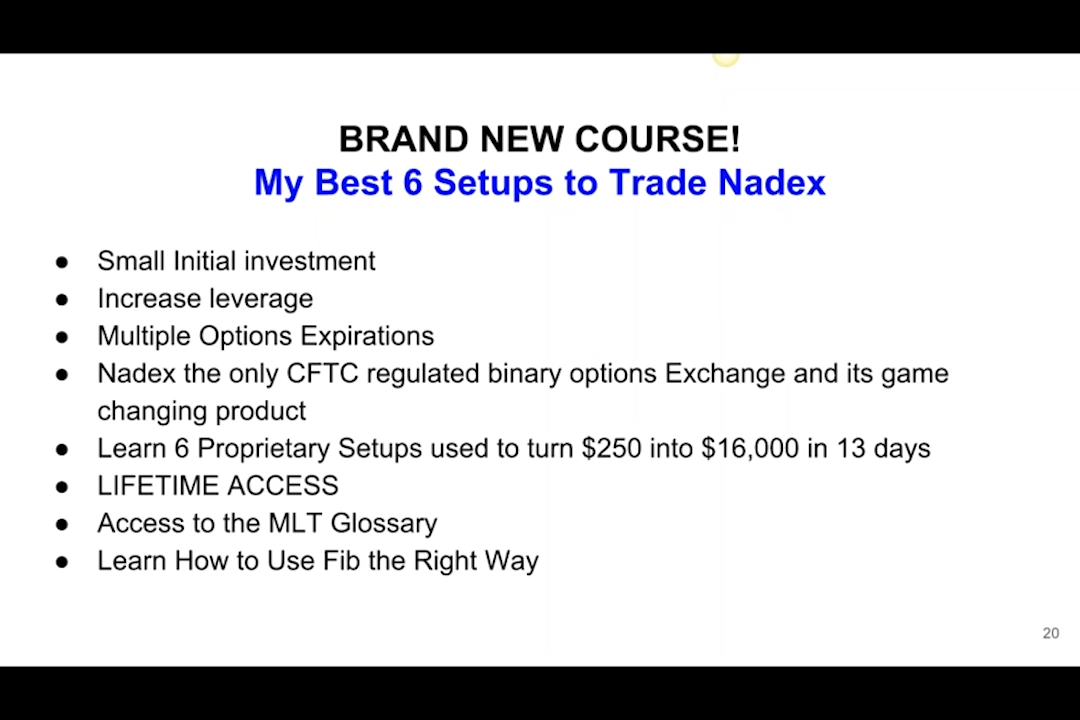 BRAND NEW COURSE!
My Best 6 Setups to Trade Nadex
● Small Initial investment
● Increase leverage
● Multiple Options Expirations
● Nadex the only CFTC regulated binary options Exchange and its game
changing product
● Learn 6 Proprietary Setups used to turn $250 into $16,000 in 13 days
● LIFETIME ACCESS
● Access to the MLT Glossary
● Learn How to Use Fib the Right Way
20